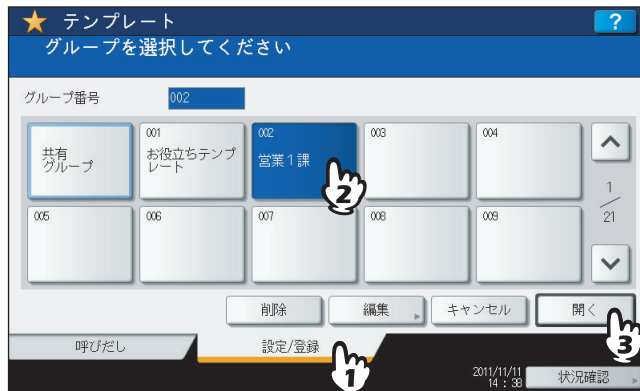 テンプレート
?
グループを選択してください
グループ番号 002
共有
グループ
001
お役立ちテンプ
レート
002
営業1課
003
004
1
21
005
006
007
008
009
2
削除
編集
キャンセル
開く
3
呼びだし
設定/登録
1
2011/11/11
14 : 38
状況確認